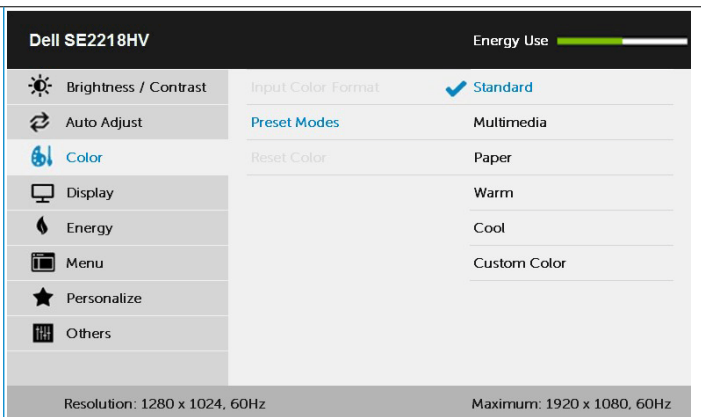 Dell SE2218HV
Energy Use
Brightness / Contrast
Input Color Format
Standard
Auto Adjust
Preset Modes
Multimedia
Color
Reset Color
Paper
Display
Warm
Energy
Cool
Menu
Custom Color
Personalize
Others
Resolution: 1280 x 1024, 60Hz
Maximum: 1920 x 1080, 60Hz